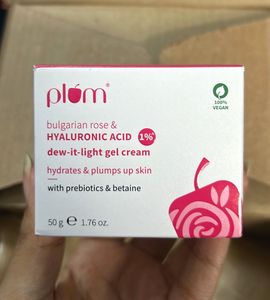 plum®
100%
VEGAN
bulgarian rose &
HYALURONIC ACID 1%
dew-it-light gel cream
hydrates & plumps up skin
with prebiotics & betaine
50 g e 1.76 oz.